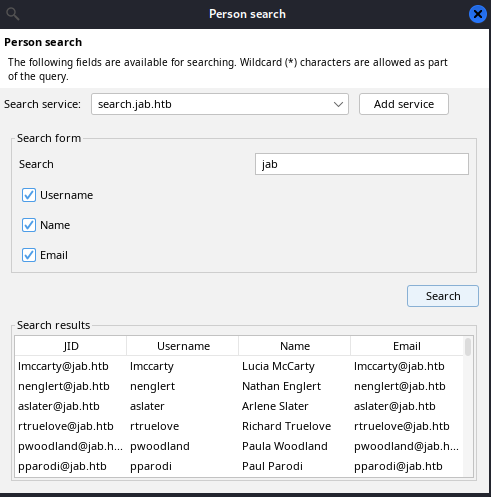 Person search
Person search
The following fields are available for searching. Wildcard (*) characters are allowed as part
of the query.
Search service: search.jab.htb Add service
Search form
Search jab
Username
Name
Email
Search
Search results
JID Username Name Email
lmccarty@jab.htb lmccarty Lucia McCarty lmccarty@jab.htb
nenglert@jab.htb nenglert Nathan Englert nenglert@jab.htb
aslater@jab.htb aslater Arlene Slater aslater@jab.htb
rtruelove@jab.htb rtruelove Richard Truelove rtruelove@jab.htb
pwoodland@jab.h... pwoodland Paula Woodland pwoodland@jab.h...
pparodi@jab.htb pparodi Paul Parodi pparodi@jab.htb